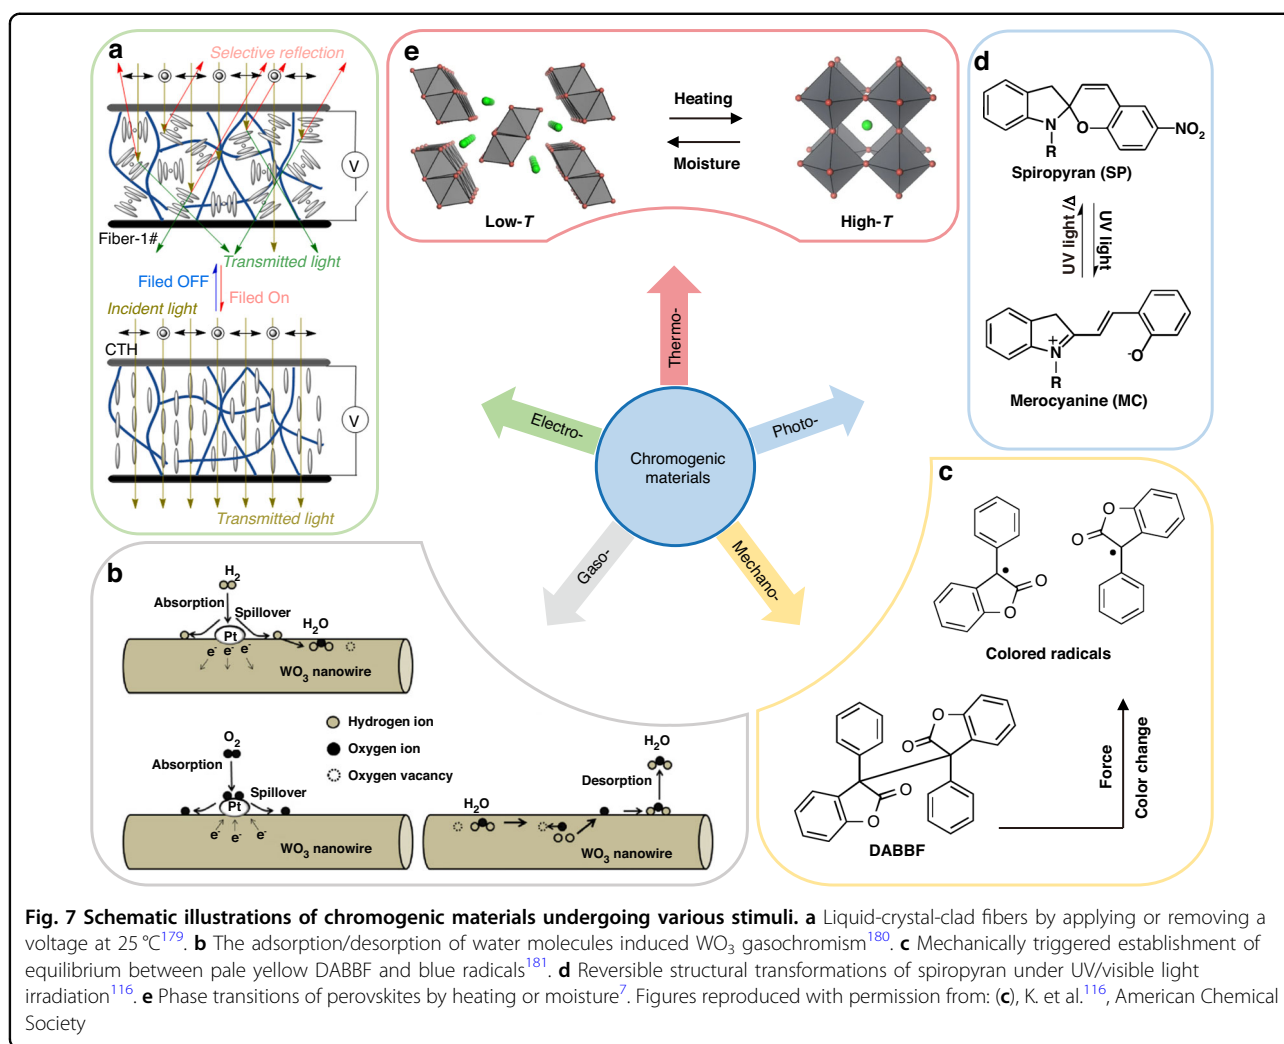 a
Selective reflection
V
Fiber-1#
Transmitted light
Filed OFF
Filed On
Incident light
CTH
V
Transmitted light
e
Heating
Moisture
Low-T
High-T
d
N
R
O
NO2
Spiropyran (SP)
UV light/∆
UV light
N
+
R
-O
Merocyanine (MC)
Thermo-
Electro-
Photo-
Chromogenic
materials
Gaso-
Mechano-
c
O
O
O
O
Colored radicals
O
O
O
O
DABBF
Force
Color change
b
H2
Absorption
Spillover
H2O
Pt
e- e- e-
WO3 nanowire
Hydrogen ion
Oxygen ion
Oxygen vacancy
O2
Absorption
Spillover
Pt
e- e- e-
WO3 nanowire
H2O
Desorption
H2O
WO3 nanowire
Fig. 7 Schematic illustrations of chromogenic materials undergoing various stimuli. a Liquid-crystal-clad fibers by applying or removing a
voltage at 25 °C179. b The adsorption/desorption of water molecules induced WO3 gasochromism180. c Mechanically triggered establishment of
equilibrium between pale yellow DABBF and blue radicals181. d Reversible structural transformations of spiropyran under UV/visible light
irradiation116. e Phase transitions of perovskites by heating or moisture7. Figures reproduced with permission from: (c), K. et al.116, American Chemical
Society